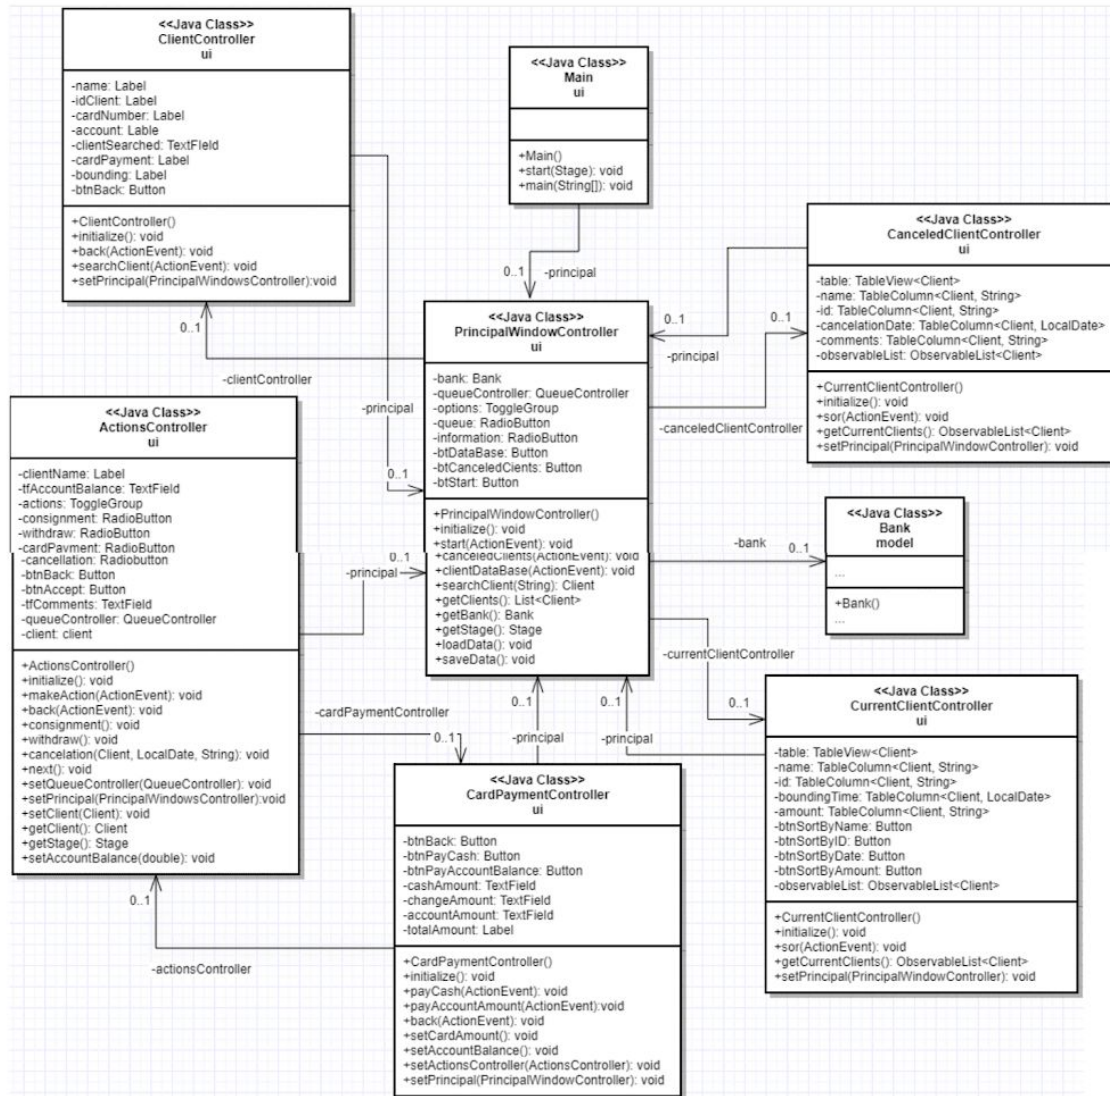 <<Java Class>>
ClientController
ui
-name: Label
-idClient: Label
-cardNumber: Label
-account: Lable
-clientSearched: TextField
-cardPayment: Label
-bounding: Label
-btnBack: Button
+ClientController()
+initialize(): void
+back(ActionEvent): void
+searchClient(ActionEvent): void
+setPrincipal(PrincipalWindowsController):void
0..1
-clientController
<<Java Class>>
Main
ui
+Main()
+start(Stage): void
+main(String[]): void
0..1
-principal
<<Java Class>>
CanceledClientController
ui
-table: TableView<Client>
-name: TableColumn<Client, String>
-id: TableColumn<Client, String>
-cancelationDate: TableColumn<Client, LocalDate>
-comments: TableColumn<Client, String>
-observableList: ObservableList<Client>
+CurrentClientController()
+initialize(): void
+sor(ActionEvent): void
+getCurrentClients(): ObservableList<Client>
+setPrincipal(PrincipalWindowController): void
0..1
-principal
0..1
-canceledClientController
<<Java Class>>
PrincipalWindowController
ui
-bank: Bank
-queueController: QueueController
-options: ToggleGroup
-queue: RadioButton
-information: RadioButton
-btDataBase: Button
-btCanceledCients: Button
-btStart: Button
+PrincipalWindowController()
+initialize(): void
+start(ActionEvent): void
+canceledClients(ActionEvent): void
+clientDataBase(ActionEvent): void
+searchClient(String): Client
+getClients(): List<Client>
+getBank(): Bank
+getStage(): Stage
+loadData(): void
+saveData(): void
-principal
0..1
<<Java Class>>
ActionsController
ui
-clientName: Label
-tfAccountBalance: TextField
-actions: ToggleGroup
-consignment: RadioButton
-withdraw: RadioButton
-cardPayment: RadioButton
-cancellation: Radiobutton
-btnBack: Button
-btnAccept: Button
-tfComments: TextField
-queueController: QueueController
-client: client
+ActionsController()
+initialize(): void
+makeAction(ActionEvent): void
+back(ActionEvent): void
+consignment(): void
+withdraw(): void
+cancelation(Client, LocalDate, String): void
+next(): void
+setQueueController(QueueController): void
+setPrincipal(PrincipalWindowsController):void
+setClient(Client): void
+getClient(): Client
+getStage(): Stage
+setAccountBalance(double): void
0..1
-principal
<<Java Class>>
Bank
model
...
+Bank()
...
-bank
0..1
-currentClientController
0..1
0..1
-principal
0..1
-principal
-cardPaymentController
0..1
<<Java Class>>
CardPaymentController
ui
-btnBack: Button
-btnPayCash: Button
-btnPayAccountBalance: Button
-cashAmount: TextField
-changeAmount: TextField
-accountAmount: TextField
-totalAmount: Label
+CardPaymentController()
+initialize(): void
+payCash(ActionEvent): void
+payAccountAmount(ActionEvent):void
+back(ActionEvent): void
+setCardAmount(): void
+setAccountBalance(): void
+setActionsController(ActionsController): void
+setPrincipal(PrincipalWindowController): void
0..1
-actionsController
<<Java Class>>
CurrentClientController
ui
-table: TableView<Client>
-name: TableColumn<Client, String>
-id: TableColumn<Client, String>
-boundingTime: TableColumn<Client, LocalDate>
-amount: TableColumn<Client, String>
-btnSortByName: Button
-btnSortByID: Button
-btnSortByDate: Button
-btnSortByAmount: Button
-observableList: ObservableList<Client>
+CurrentClientController()
+initialize(): void
+sor(ActionEvent): void
+getCurrentClients(): ObservableList<Client>
+setPrincipal(PrincipalWindowController): void